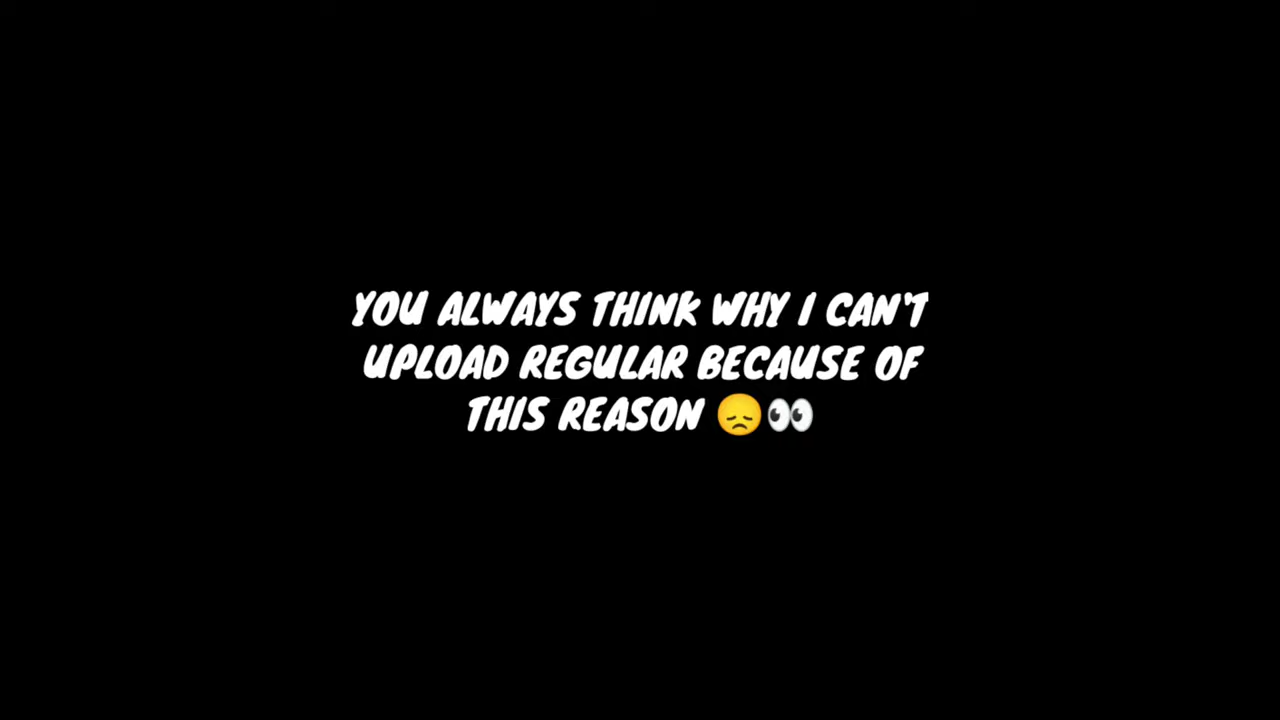 YOU ALWAYS THINK WHY I CAN'T
UPLOAD REGULAR BECAUSE OF
THIS REASON 😞👀